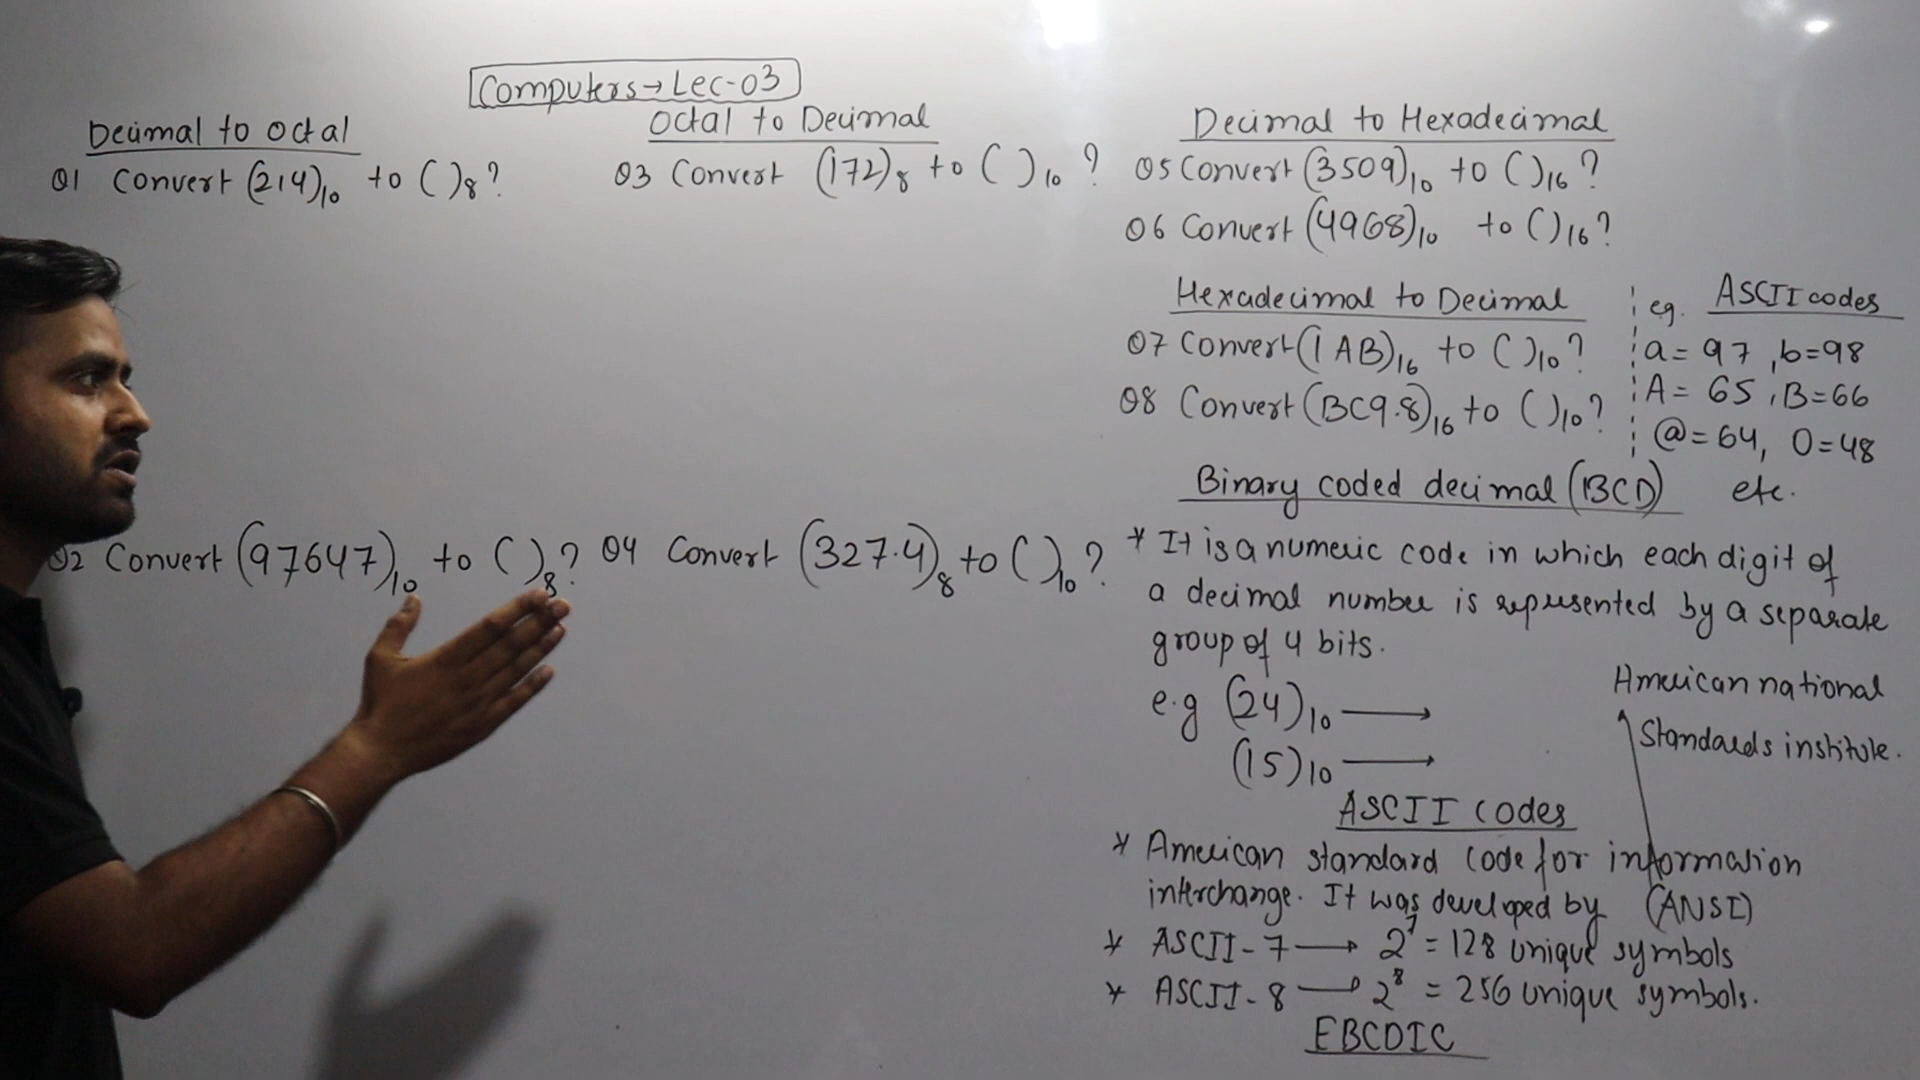 Computers → Lec-03
Decimal to Octal
Q1 Convert (214)₁₀ to ( )₈?
Q2 Convert (97647)₁₀ to ( )₈?
Octal to Decimal
Q3 Convert (172)₈ to ( )₁₀?
Q4 Convert (327.4)₈ to ( )₁₀?
Decimal to Hexadecimal
Q5 Convert (3509)₁₀ to ( )₁₆?
Q6 Convert (4968)₁₀ to ( )₁₆?
Hexadecimal to Decimal
Q7 Convert (1AB)₁₆ to ( )₁₀?
Q8 Convert (BC9.8)₁₆ to ( )₁₀?
eg. ASCII codes
a = 97, b=98
A = 65, B=66
@ = 64, 0=48
etc.
Binary coded decimal (BCD)
* It is a numeric code in which each digit of
a decimal number is represented by a separate
group of 4 bits.
e.g (24)₁₀ →
(15)₁₀ →
ASCII codes
* American standard code for information
interchange. It was developed by (ANSI)
American national
Standards institute.
* ASCII-7 → 2⁷ = 128 unique symbols
* ASCII-8 → 2⁸ = 256 unique symbols.
EBCDIC